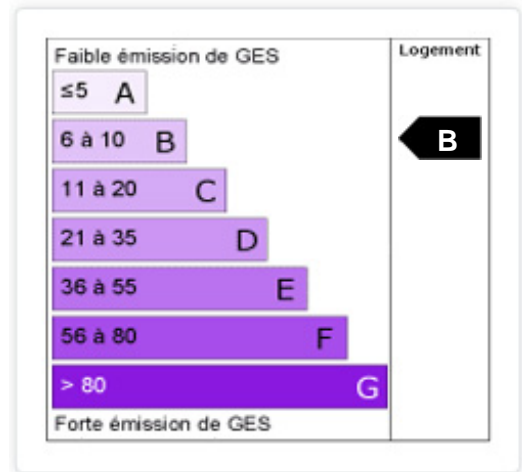 Faible émission de GES
Logement
≤5 A
6 à 10 B
B
11 à 20 C
21 à 35 D
36 à 55 E
56 à 80 F
> 80 G
Forte émission de GES